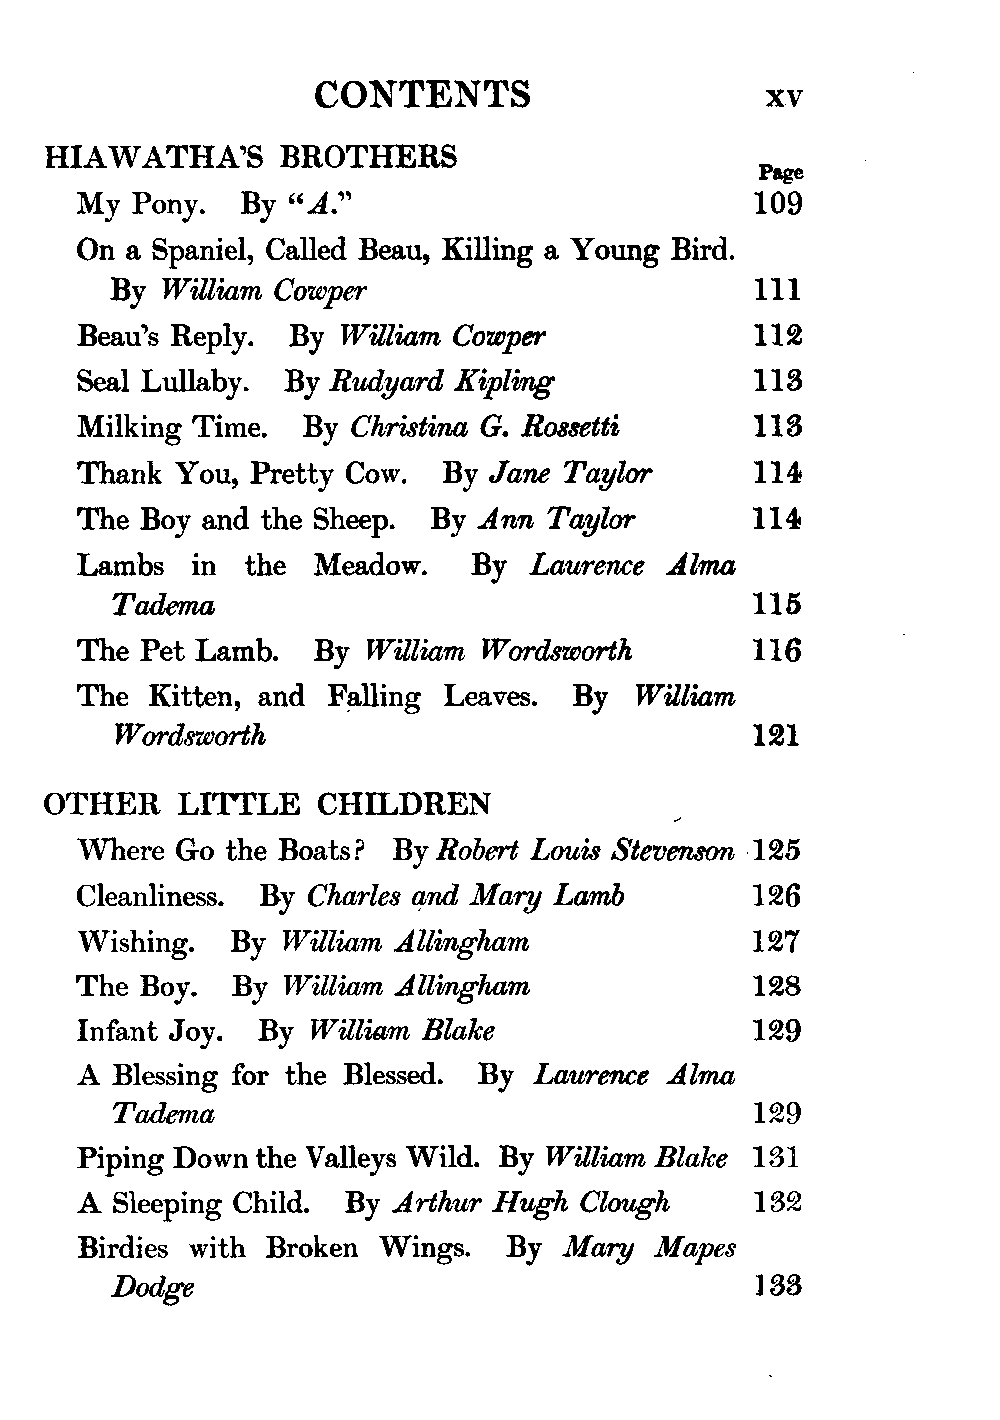 CONTENTS xv
HIAWATHA'S BROTHERS
Page
My Pony. By "A." 109
On a Spaniel, Called Beau, Killing a Young Bird.
By William Cowper 111
Beau's Reply. By William Cowper 112
Seal Lullaby. By Rudyard Kipling 113
Milking Time. By Christina G. Rossetti 113
Thank You, Pretty Cow. By Jane Taylor 114
The Boy and the Sheep. By Ann Taylor 114
Lambs in the Meadow. By Laurence Alma
Tadema 115
The Pet Lamb. By William Wordsworth 116
The Kitten, and Falling Leaves. By William
Wordsworth 121
OTHER LITTLE CHILDREN
Where Go the Boats? By Robert Louis Stevenson 125
Cleanliness. By Charles and Mary Lamb 126
Wishing. By William Allingham 127
The Boy. By William Allingham 128
Infant Joy. By William Blake 129
A Blessing for the Blessed. By Laurence Alma
Tadema 129
Piping Down the Valleys Wild. By William Blake 131
A Sleeping Child. By Arthur Hugh Clough 132
Birdies with Broken Wings. By Mary Mapes
Dodge 133